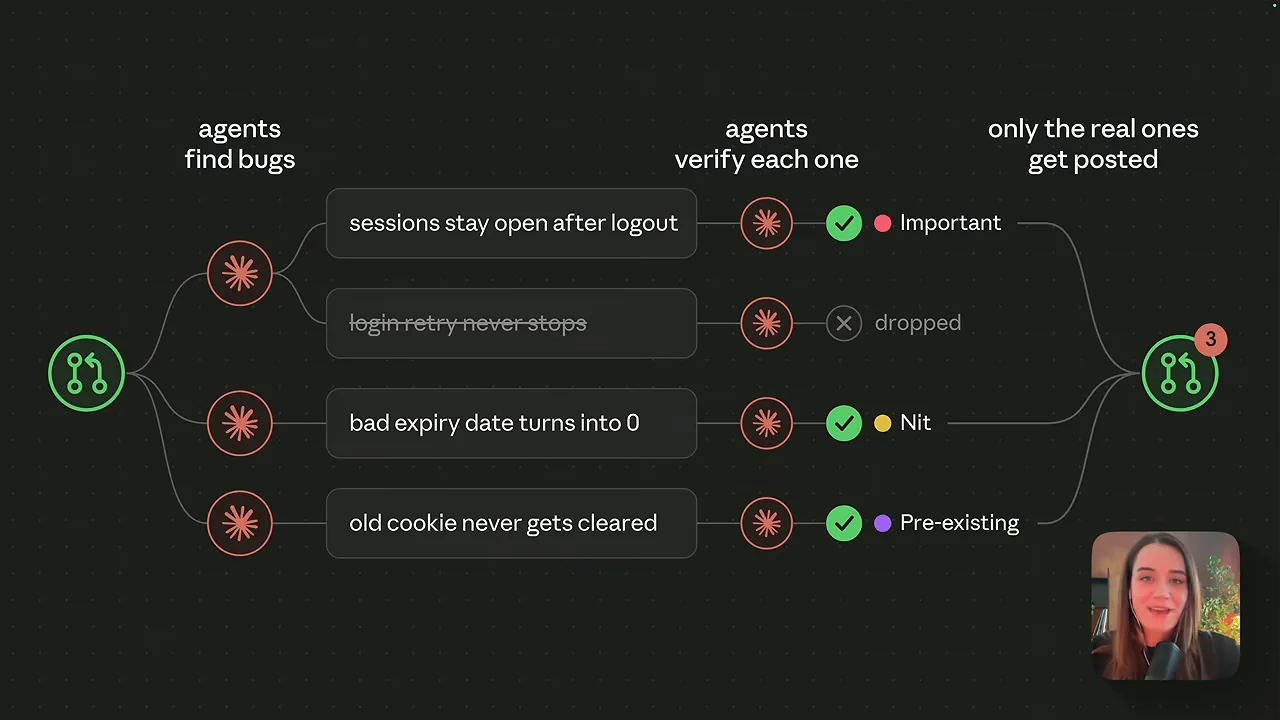 agents
find bugs
agents
verify each one
only the real ones
get posted
sessions stay open after logout
Important
login retry never stops
dropped
3
bad expiry date turns into 0
Nit
old cookie never gets cleared
Pre-existing